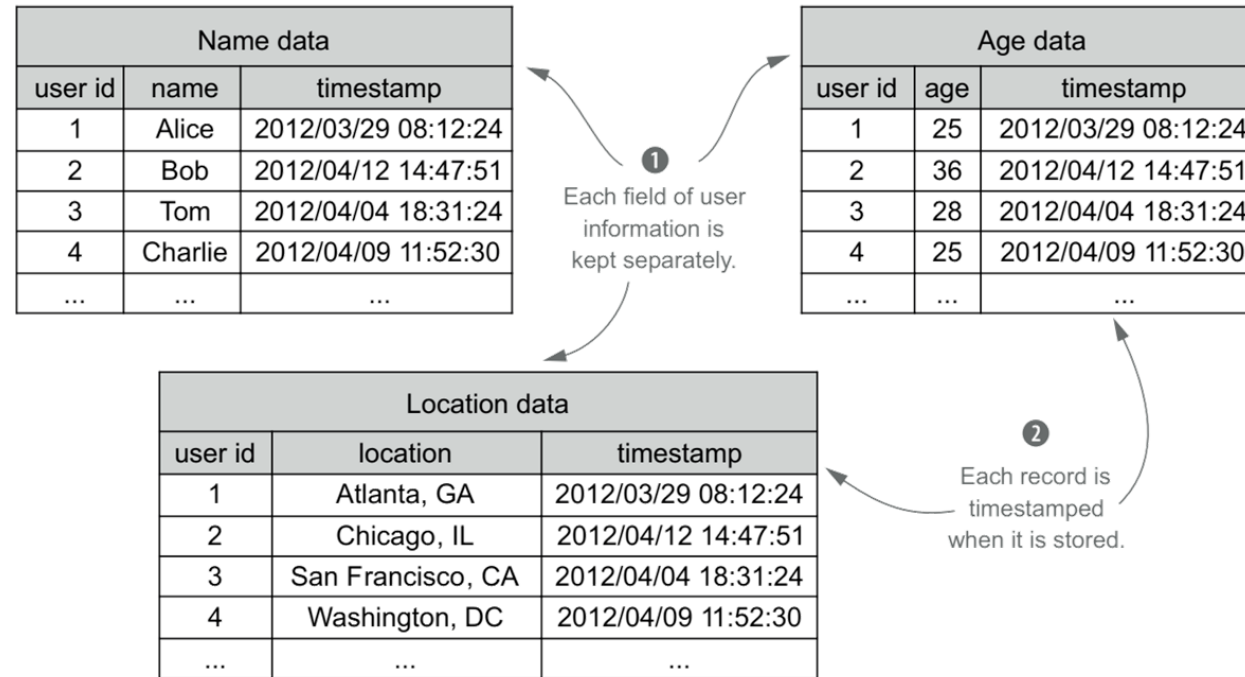 Name data
user id name timestamp
1 Alice 2012/03/29 08:12:24
2 Bob 2012/04/12 14:47:51
3 Tom 2012/04/04 18:31:24
4 Charlie 2012/04/09 11:52:30
... ... ...
Age data
user id age timestamp
1 25 2012/03/29 08:12:24
2 36 2012/04/12 14:47:51
3 28 2012/04/04 18:31:24
4 25 2012/04/09 11:52:30
... ... ...
1
Each field of user
information is
kept separately.
Location data
user id location timestamp
1 Atlanta, GA 2012/03/29 08:12:24
2 Chicago, IL 2012/04/12 14:47:51
3 San Francisco, CA 2012/04/04 18:31:24
4 Washington, DC 2012/04/09 11:52:30
... ... ...
2
Each record is
timestamped
when it is stored.